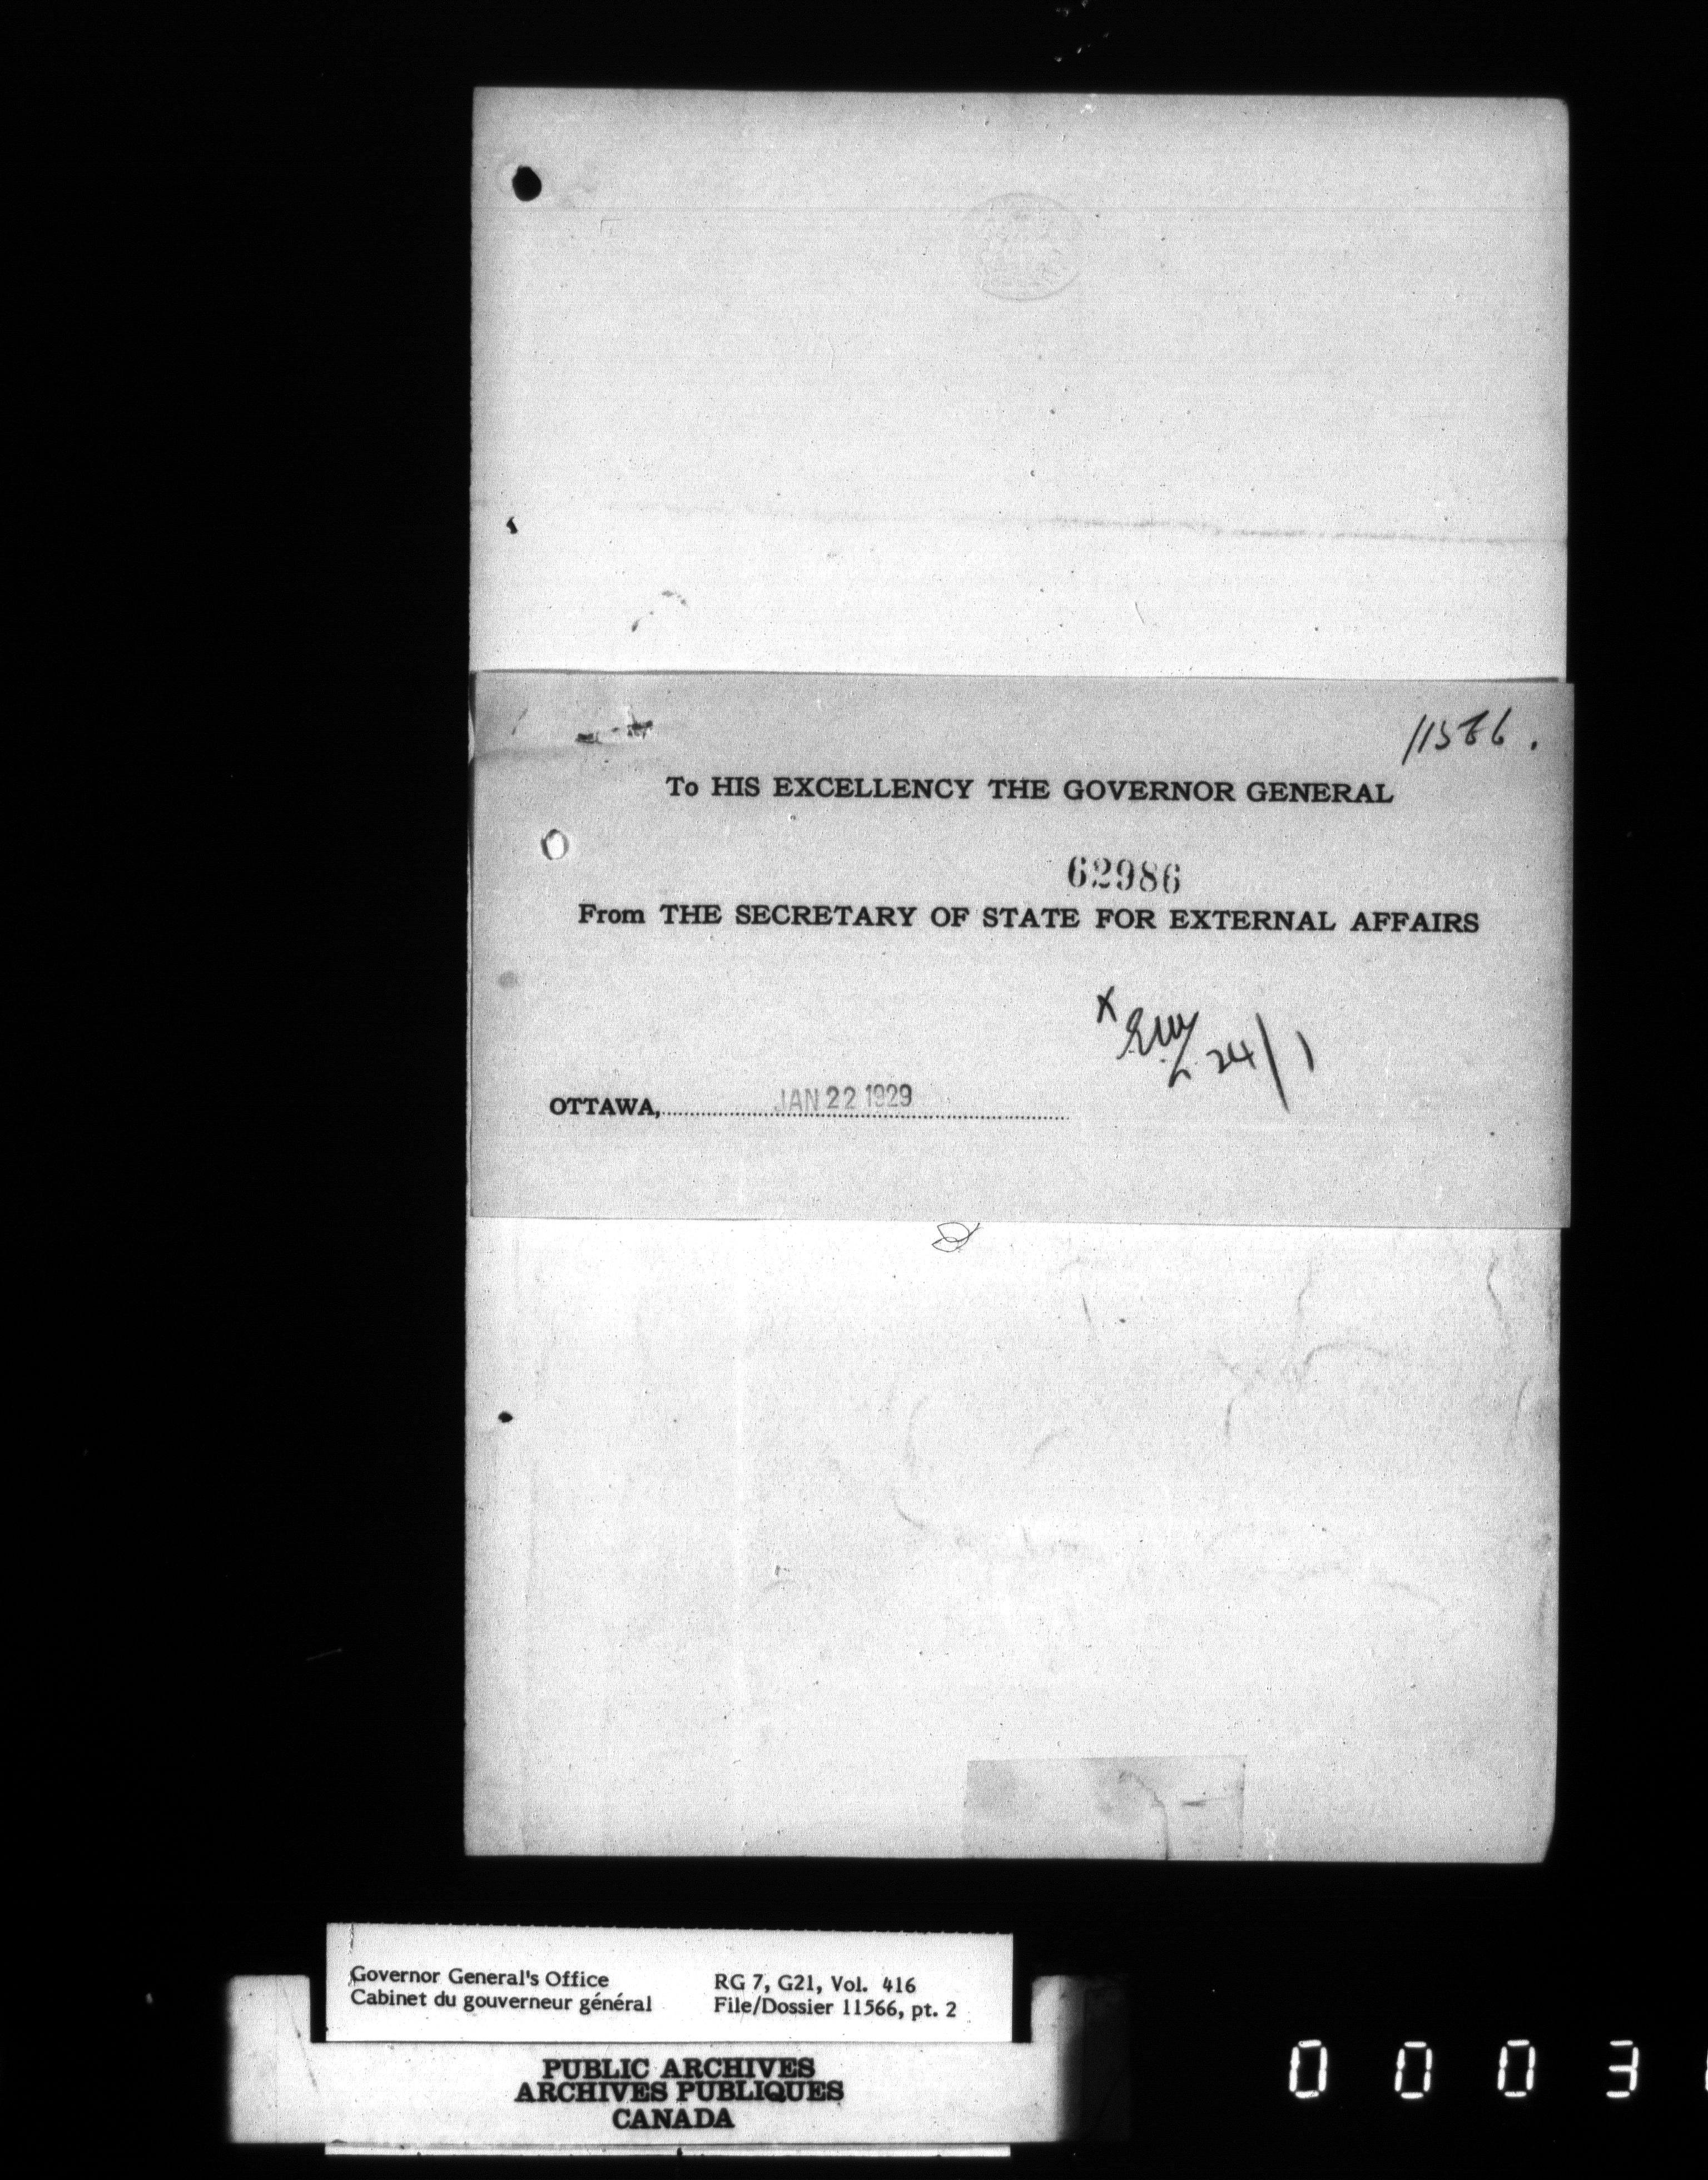 11566.
To HIS EXCELLENCY THE GOVERNOR GENERAL
62986
From THE SECRETARY OF STATE FOR EXTERNAL AFFAIRS
x
24/1
OTTAWA, JAN 22 1929
Governor General's Office
Cabinet du gouverneur général
RG 7, G21, Vol. 416
File/Dossier 11566, pt. 2
PUBLIC ARCHIVES
ARCHIVES PUBLIQUES
CANADA
0 0 0 3